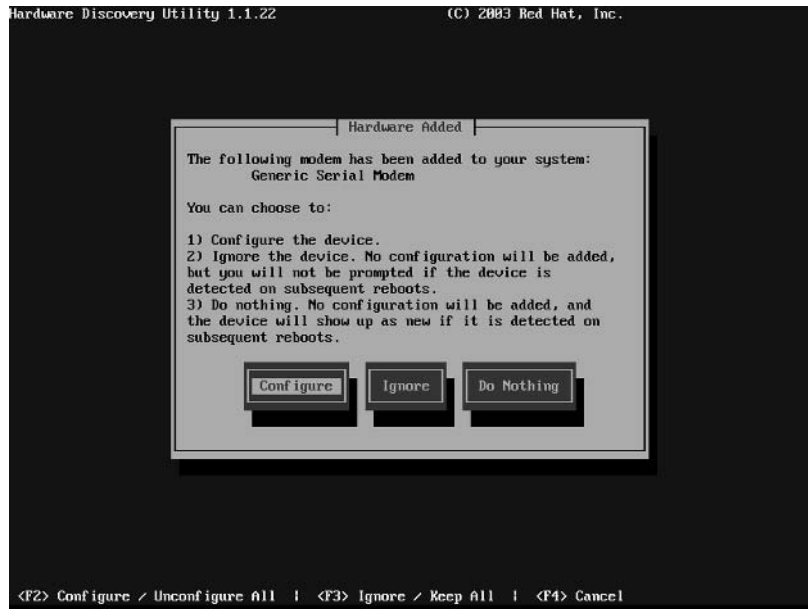 Hardware Discovery Utility 1.1.22 (C) 2003 Red Hat, Inc.
Hardware Added
The following modem has been added to your system:
Generic Serial Modem
You can choose to:
1) Configure the device.
2) Ignore the device. No configuration will be added,
but you will not be prompted if the device is
detected on subsequent reboots.
3) Do nothing. No configuration will be added, and
the device will show up as new if it is detected on
subsequent reboots.
Configure Ignore Do Nothing
<F2> Configure / Unconfigure All | <F3> Ignore / Keep All | <F4> Cancel